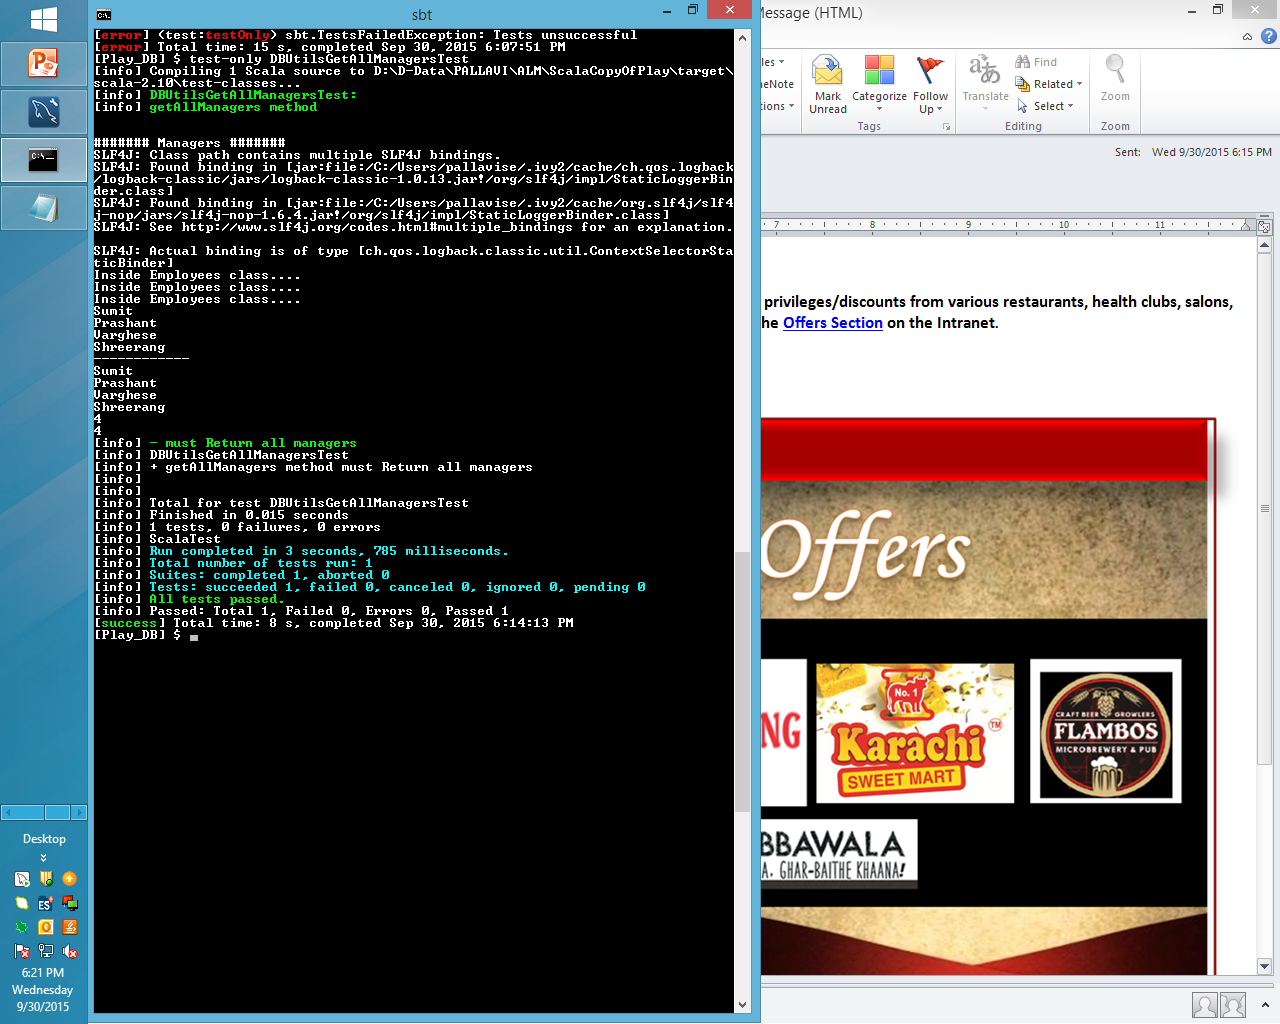 sbt
[error] (test:testOnly) sbt.TestsFailedException: Tests unsuccessful
[error] Total time: 15 s, completed Sep 30, 2015 6:07:51 PM
[Play_DB] $ test-only DBUtilsGetAllManagersTest
[info] Compiling 1 Scala source to D:\D-Data\PALLAVI\ALM\ScalaCopyOfPlay\target\
scala-2.10\test-classes...
[info] DBUtilsGetAllManagersTest:
[info] getAllManagers method
####### Managers #######
SLF4J: Class path contains multiple SLF4J bindings.
SLF4J: Found binding in [jar:file:/C:/Users/pallavise/.ivy2/cache/ch.qos.logback
/logback-classic/jars/logback-classic-1.0.13.jar!/org/slf4j/impl/StaticLoggerBin
der.class]
SLF4J: Found binding in [jar:file:/C:/Users/pallavise/.ivy2/cache/org.slf4j/slf4
j-nop/jars/slf4j-nop-1.6.4.jar!/org/slf4j/impl/StaticLoggerBinder.class]
SLF4J: See http://www.slf4j.org/codes.html#multiple_bindings for an explanation.
SLF4J: Actual binding is of type [ch.qos.logback.classic.util.ContextSelectorSta
ticBinder]
Inside Employees class....
Inside Employees class....
Inside Employees class....
Sumit
Prashant
Varghese
Shreerang
------------
Sumit
Prashant
Varghese
Shreerang
4
4
[info] - must Return all managers
[info] DBUtilsGetAllManagersTest
[info] + getAllManagers method must Return all managers
[info]
[info]
[info] Total for test DBUtilsGetAllManagersTest
[info] Finished in 0.015 seconds
[info] 1 tests, 0 failures, 0 errors
[info] ScalaTest
[info] Run completed in 3 seconds, 785 milliseconds.
[info] Total number of tests run: 1
[info] Suites: completed 1, aborted 0
[info] Tests: succeeded 1, failed 0, canceled 0, ignored 0, pending 0
[info] All tests passed.
[info] Passed: Total 1, Failed 0, Errors 0, Passed 1
[success] Total time: 8 s, completed Sep 30, 2015 6:14:13 PM
[Play_DB] $
Message (HTML)
les
neNote
tions
Mark Unread
Categorize
Follow Up
Tags
Translate
Find
Related
Select
Editing
Zoom
Zoom
Sent: Wed 9/30/2015 6:15 PM
7 8 9 10 11
privileges/discounts from various restaurants, health clubs, salons,
he Offers Section on the Intranet.
Offers
NG
No. 1
Karachi
TM
SWEET MART
CRAFT BEER GROWLERS
FLAMBOS
MICROBREWERY & PUB
BBAWALA
A, GHAR-BAITHE KHAANA!
Desktop
6:21 PM
Wednesday
9/30/2015